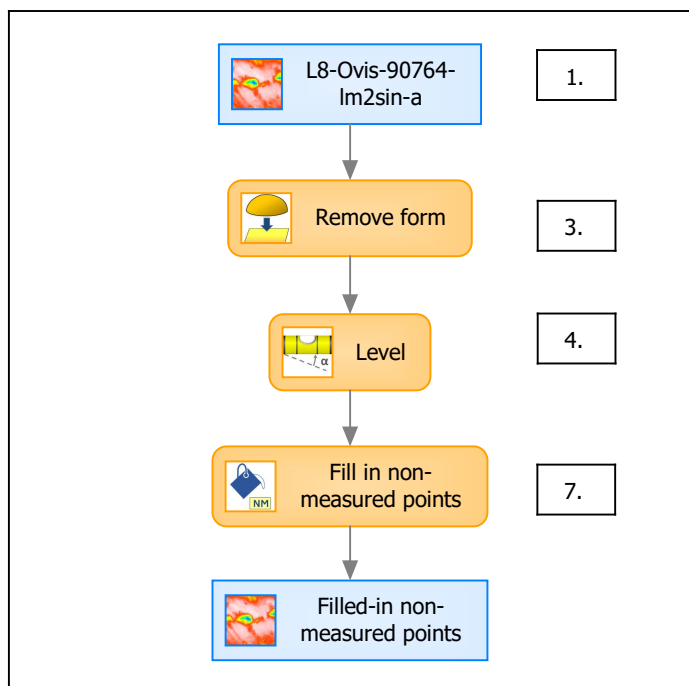 L8-Ovis-90764-
lm2sin-a
1.
Remove form
3.
α
Level
4.
NM
Fill in non-
measured points
7.
Filled-in non-
measured points